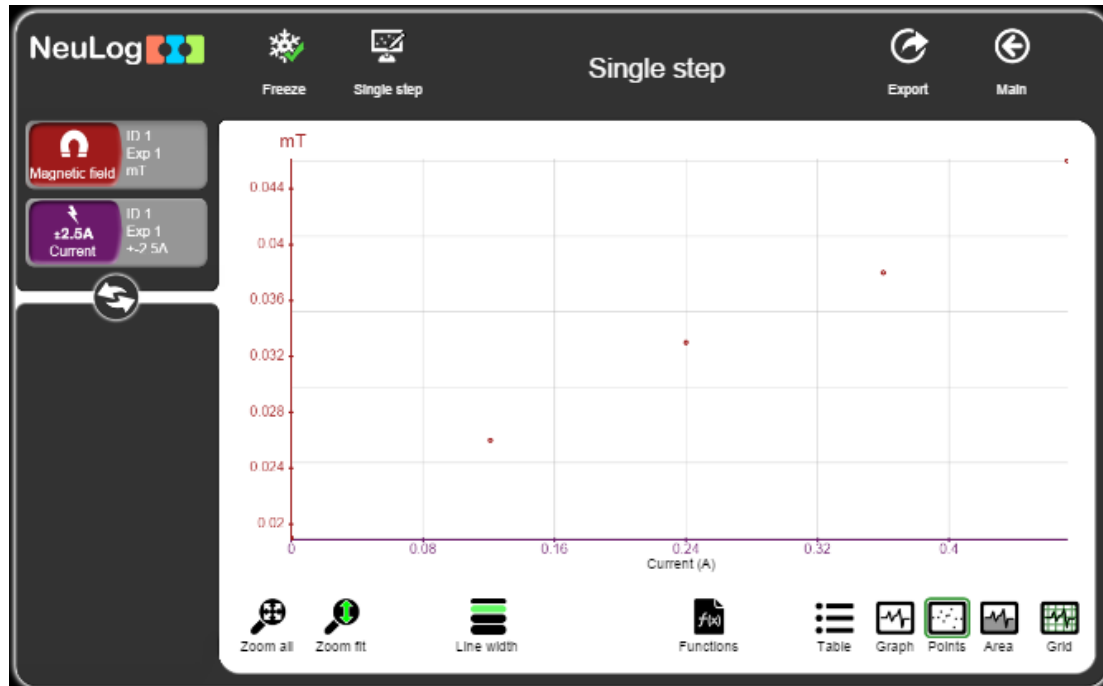 NeuLog
Freeze
Single step
Single step
Export
Main
Magnetic field
ID 1
Exp 1
mT
±2.5A
Current
ID 1
Exp 1
+-2.5A
mT
0.044
0.04
0.036
0.032
0.028
0.024
0.02
0
0.08
0.16
0.24
0.32
0.4
Current (A)
Zoom all
Zoom fit
Line width
f(x)
Functions
Table
Graph
Points
Area
Grid